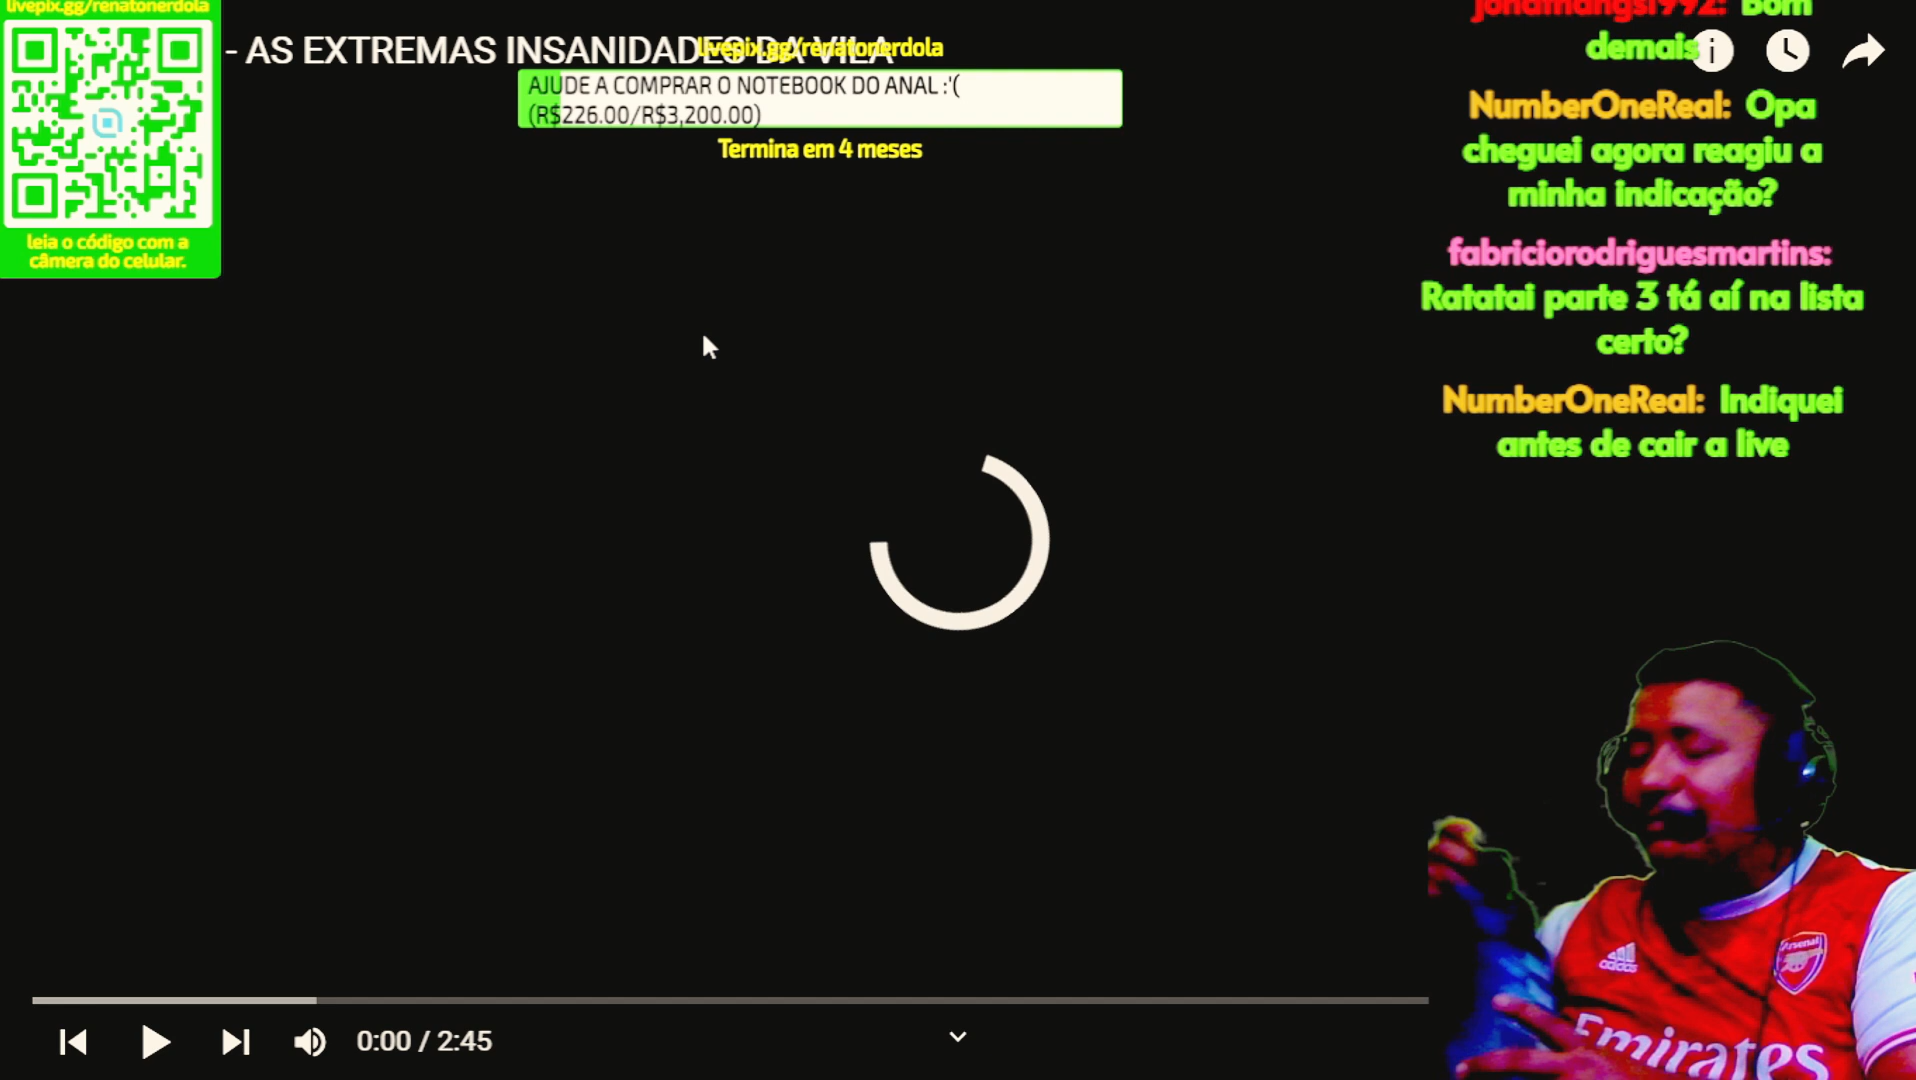 livepix.gg/renatonerdola
leia o código com a
câmera do celular.
- AS EXTREMAS INSANIDADES DA VILA
livepix.gg/renatonerdola
AJUDE A COMPRAR O NOTEBOOK DO ANAL :'(
(R$226.00/R$3,200.00)
Termina em 4 meses
jonathangs1992: Bom
demais
NumberOneReal: Opa
cheguei agora reagiu a
minha indicação?
fabriciorodriguesmartins:
Ratatai parte 3 tá aí na lista
certo?
NumberOneReal: Indiquei
antes de cair a live
Arsenal
adidas
Emirates
0:00 / 2:45